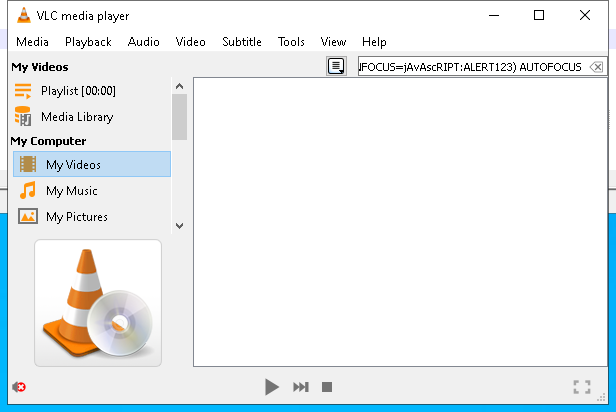 VLC media player
Media Playback Audio Video Subtitle Tools View Help
My Videos
FOCUS=jAvAscRIPT:ALERT123) AUTOFOCUS
Playlist [00:00]
Media Library
My Computer
My Videos
My Music
My Pictures